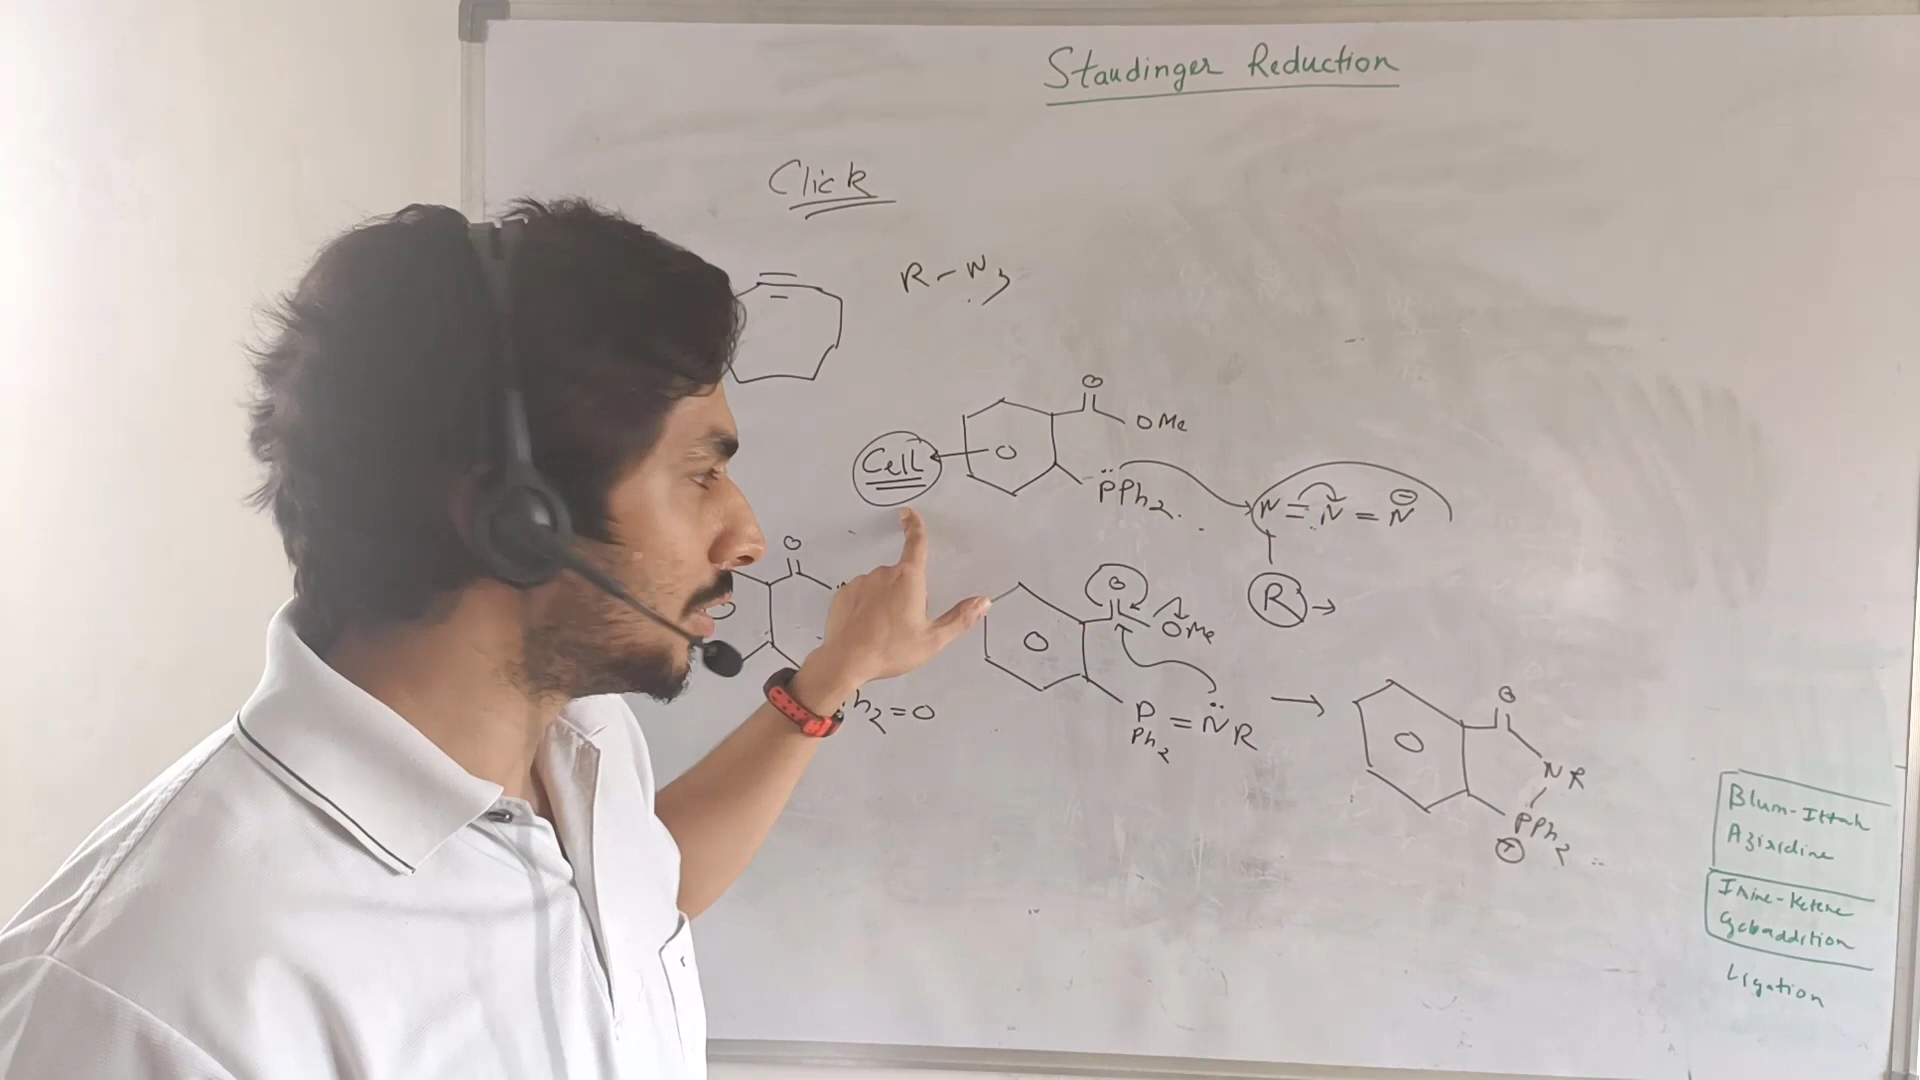 Staudinger Reduction
Click
R-N3
O
OMe
Cell
O
PPh2
N=N=N⊖
R
O
h2=O
O
OMe
O
P=NR
Ph2
→
O
O
NR
PPh2
⊕
Blum-Ittah
Aziridine
Imine-Ketene
Cycloaddition
Ligation